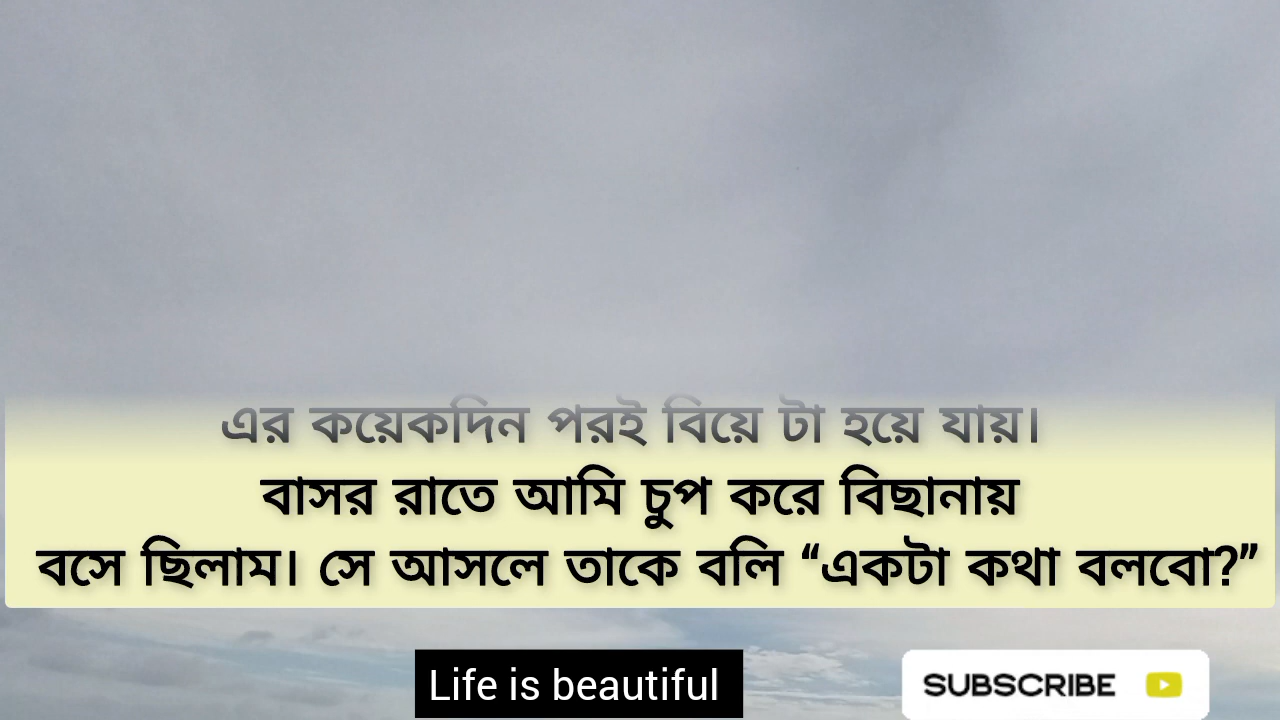 এর কয়েকদিন পরই বিয়ে টা হয়ে যায়।
বাসর রাতে আমি চুপ করে বিছানায়
বসে ছিলাম। সে আসলে তাকে বলি “একটা কথা বলবো?”
Life is beautiful
SUBSCRIBE